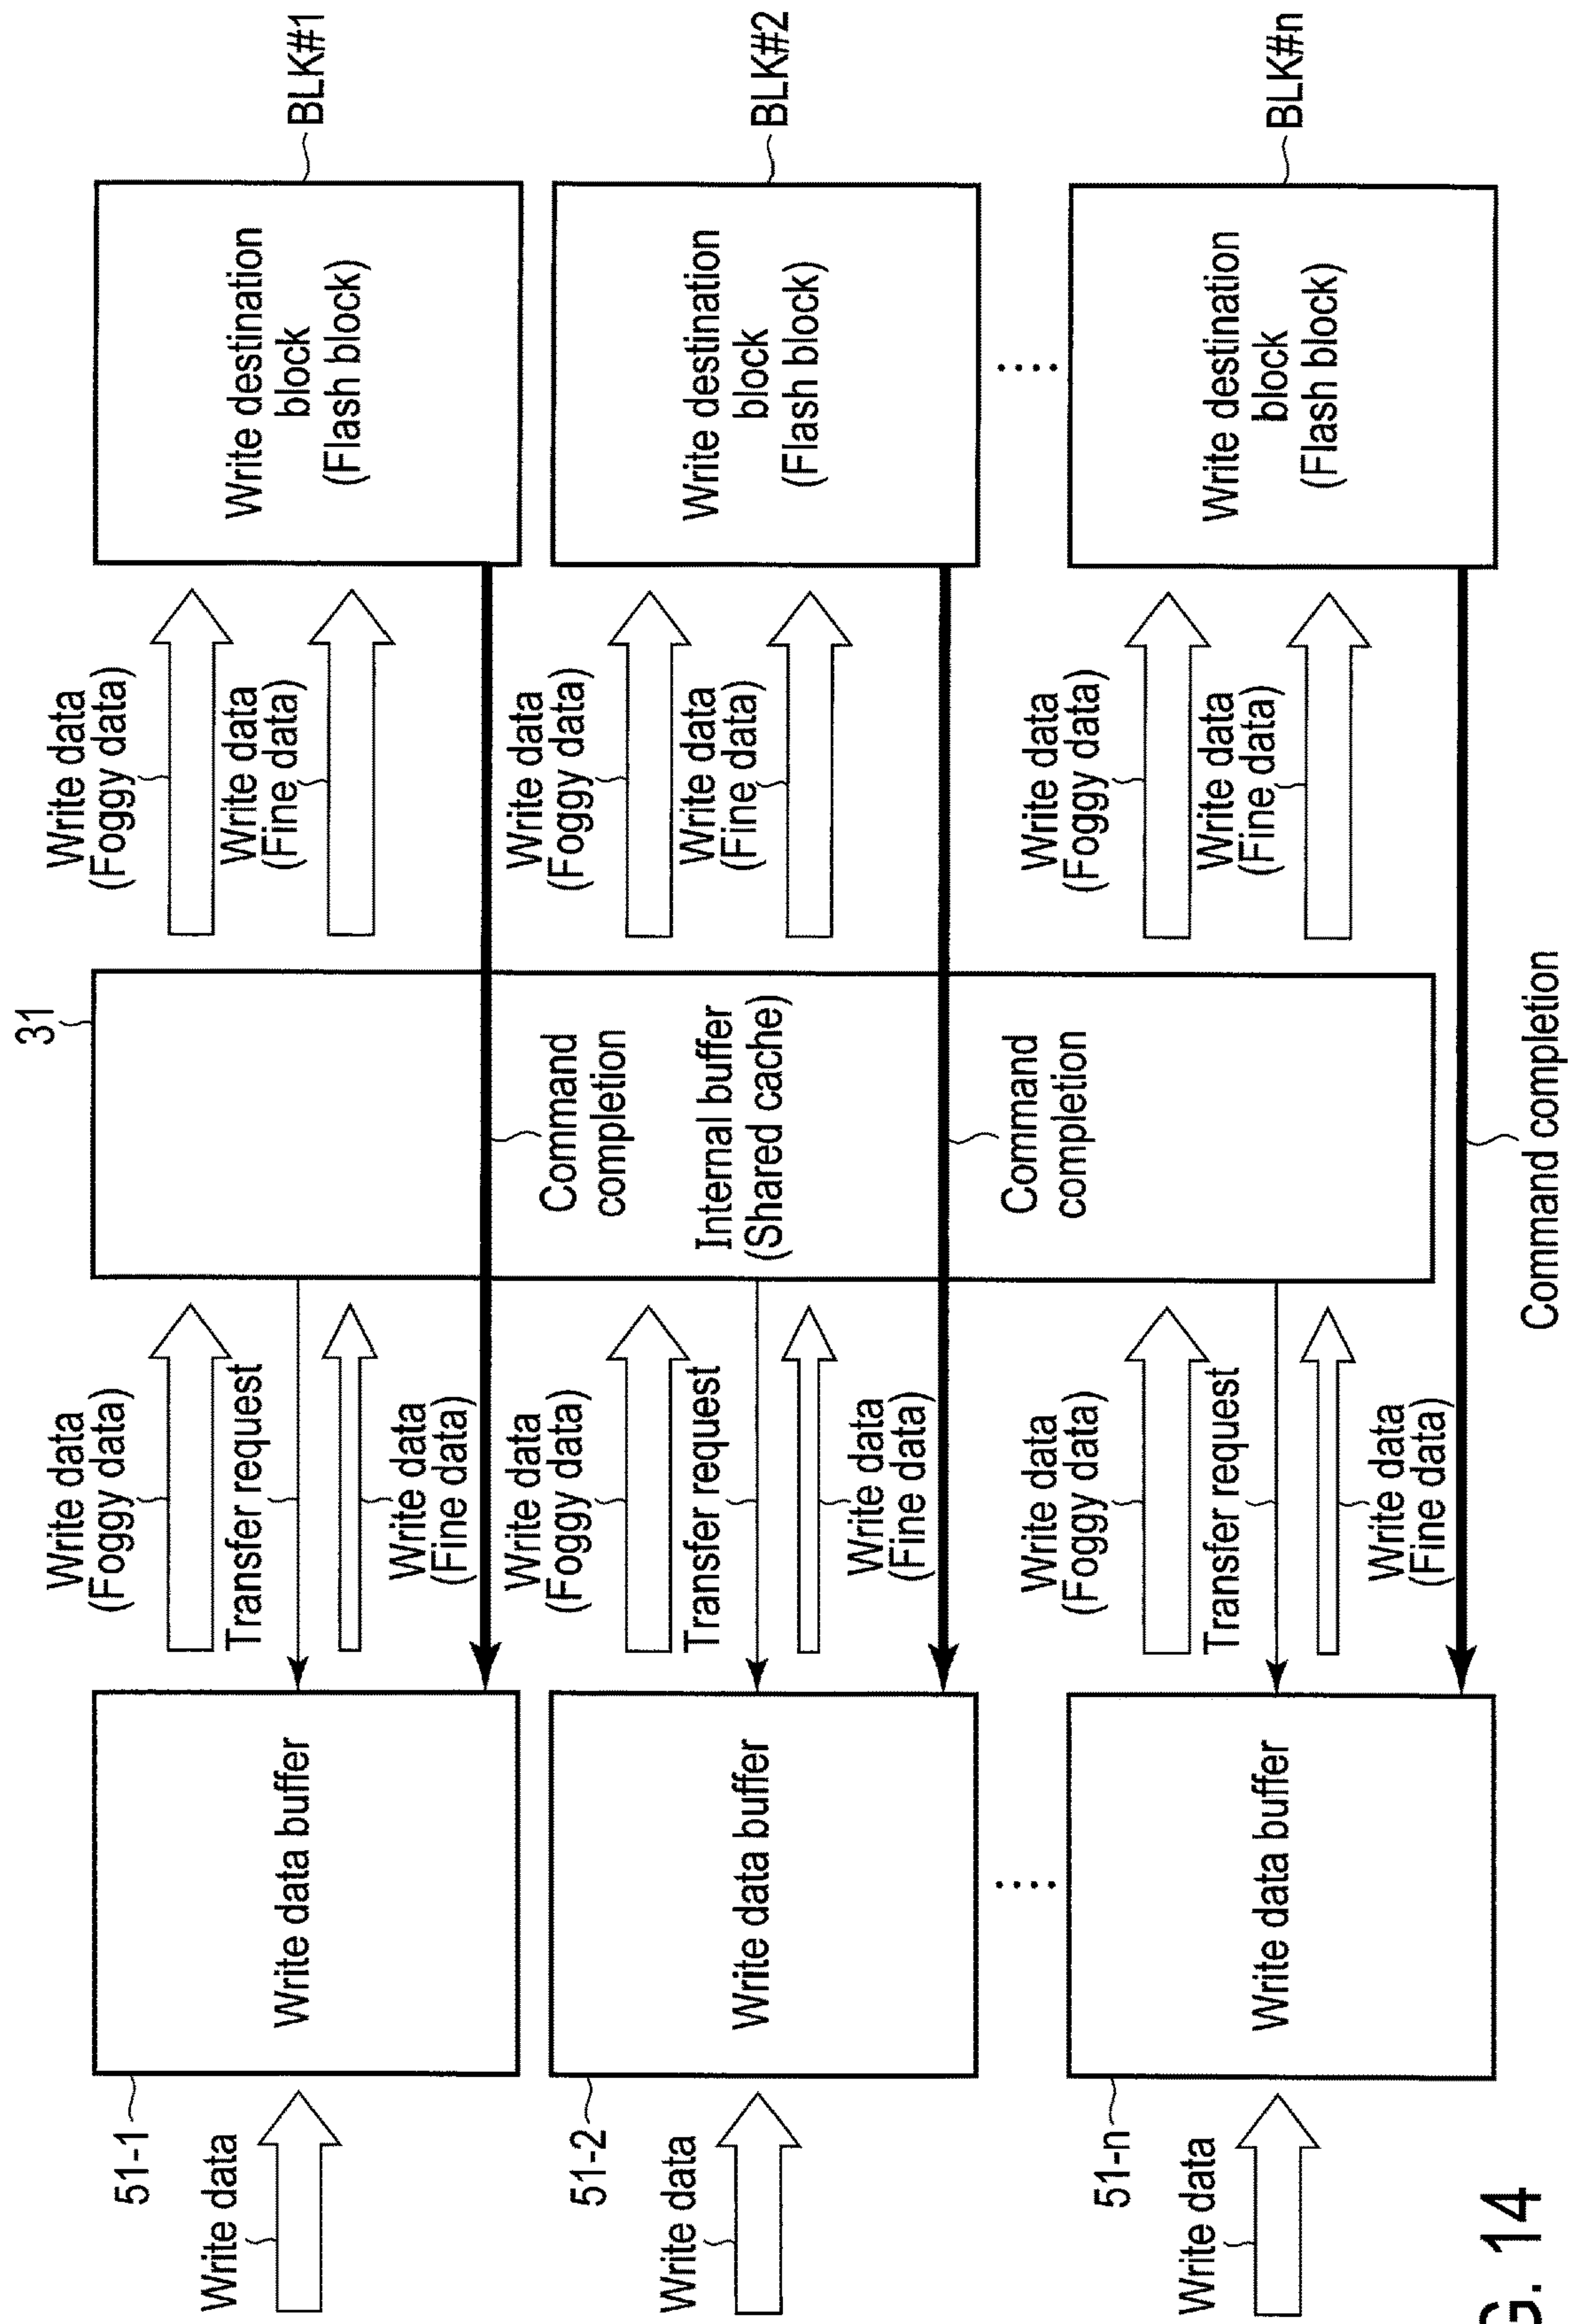 31
Write data
(Foggy data)
Write data
(Foggy data)
51-1
Write data
Write data buffer
Transfer request
Write data
(Fine data)
Write data
(Fine data)
Write destination
block
(Flash block)
BLK#1
Write data
(Fine data)
Command
completion
Write data
(Foggy data)
Write data
(Foggy data)
51-2
Write data
Write data buffer
Transfer request
Internal buffer
(Shared cache)
Write data
(Fine data)
Write destination
block
(Flash block)
BLK#2
Write data
(Fine data)
Command
completion
Write data
(Foggy data)
Write data
(Foggy data)
51-n
Write data
Write data buffer
Transfer request
Write data
(Fine data)
Write destination
block
(Flash block)
BLK#n
Write data
(Fine data)
Command completion
G. 14